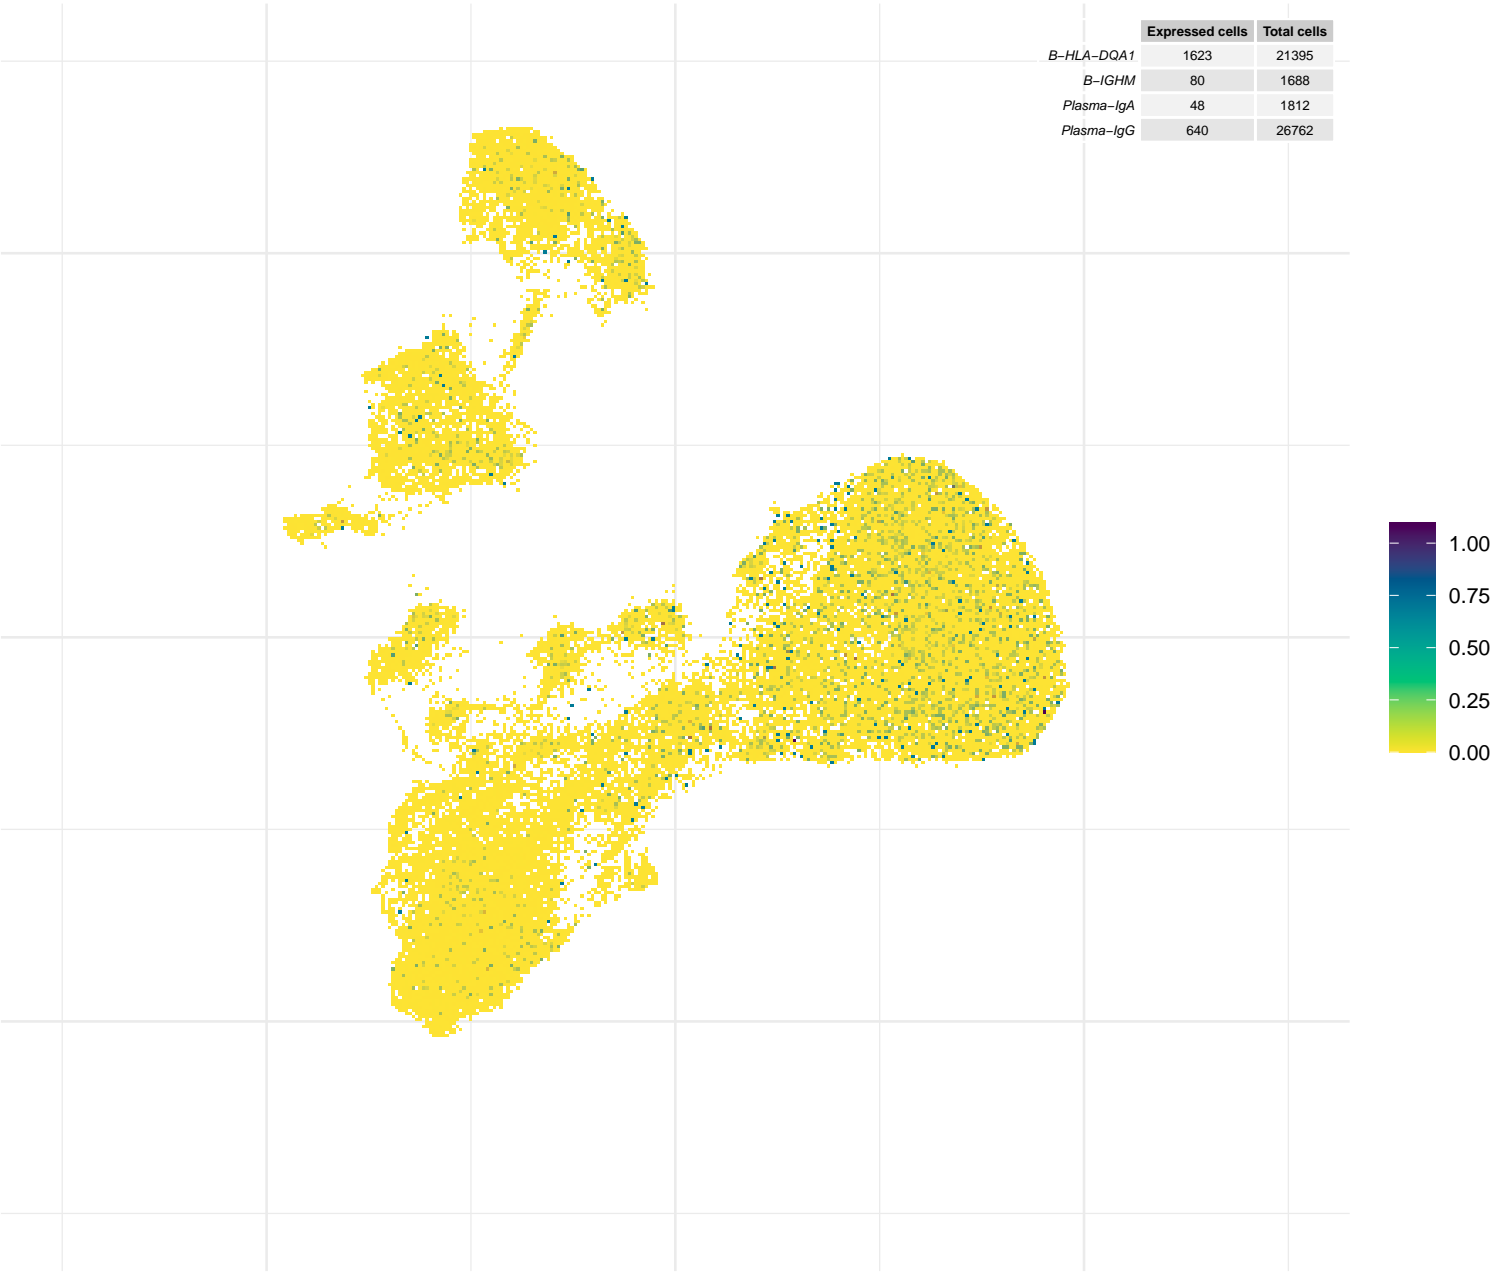 Expressed cells Total cells
B−HLA−DQA1 1623 21395
B−IGHM 80 1688
Plasma−IgA 48 1812
Plasma−IgG 640 26762
1.00
0.75
0.50
0.25
0.00